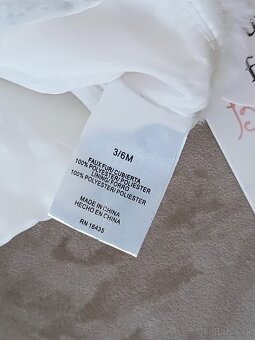 3/6M
FAUX FUR/CUBIERTA
100% POLYESTER/POLIESTER
LINING/FORRO
100% POLYESTER/POLIESTER
MADE IN CHINA
HECHO EN CHINA
RN 16435